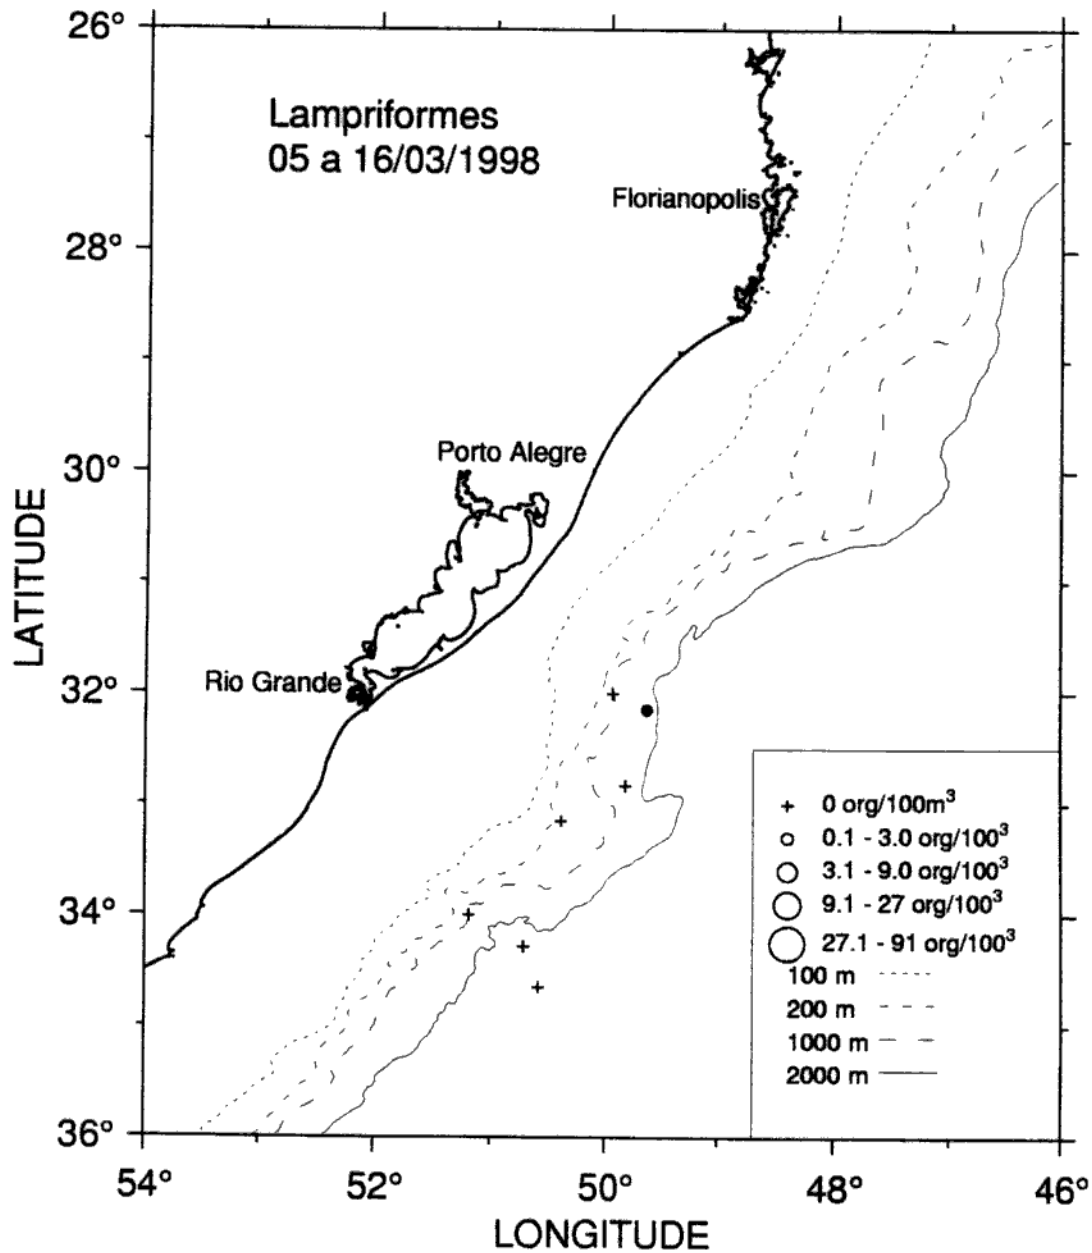 26°
Lampriformes
05 a 16/03/1998
Florianopolis
28°
Porto Alegre
30°
LATITUDE
Rio Grande
32°
0 org/100m³
0.1 - 3.0 org/100³
3.1 - 9.0 org/100³
34°
9.1 - 27 org/100³
27.1 - 91 org/100³
100 m
200 m
1000 m
2000 m
36°
54°
52°
50°
48°
46°
LONGITUDE